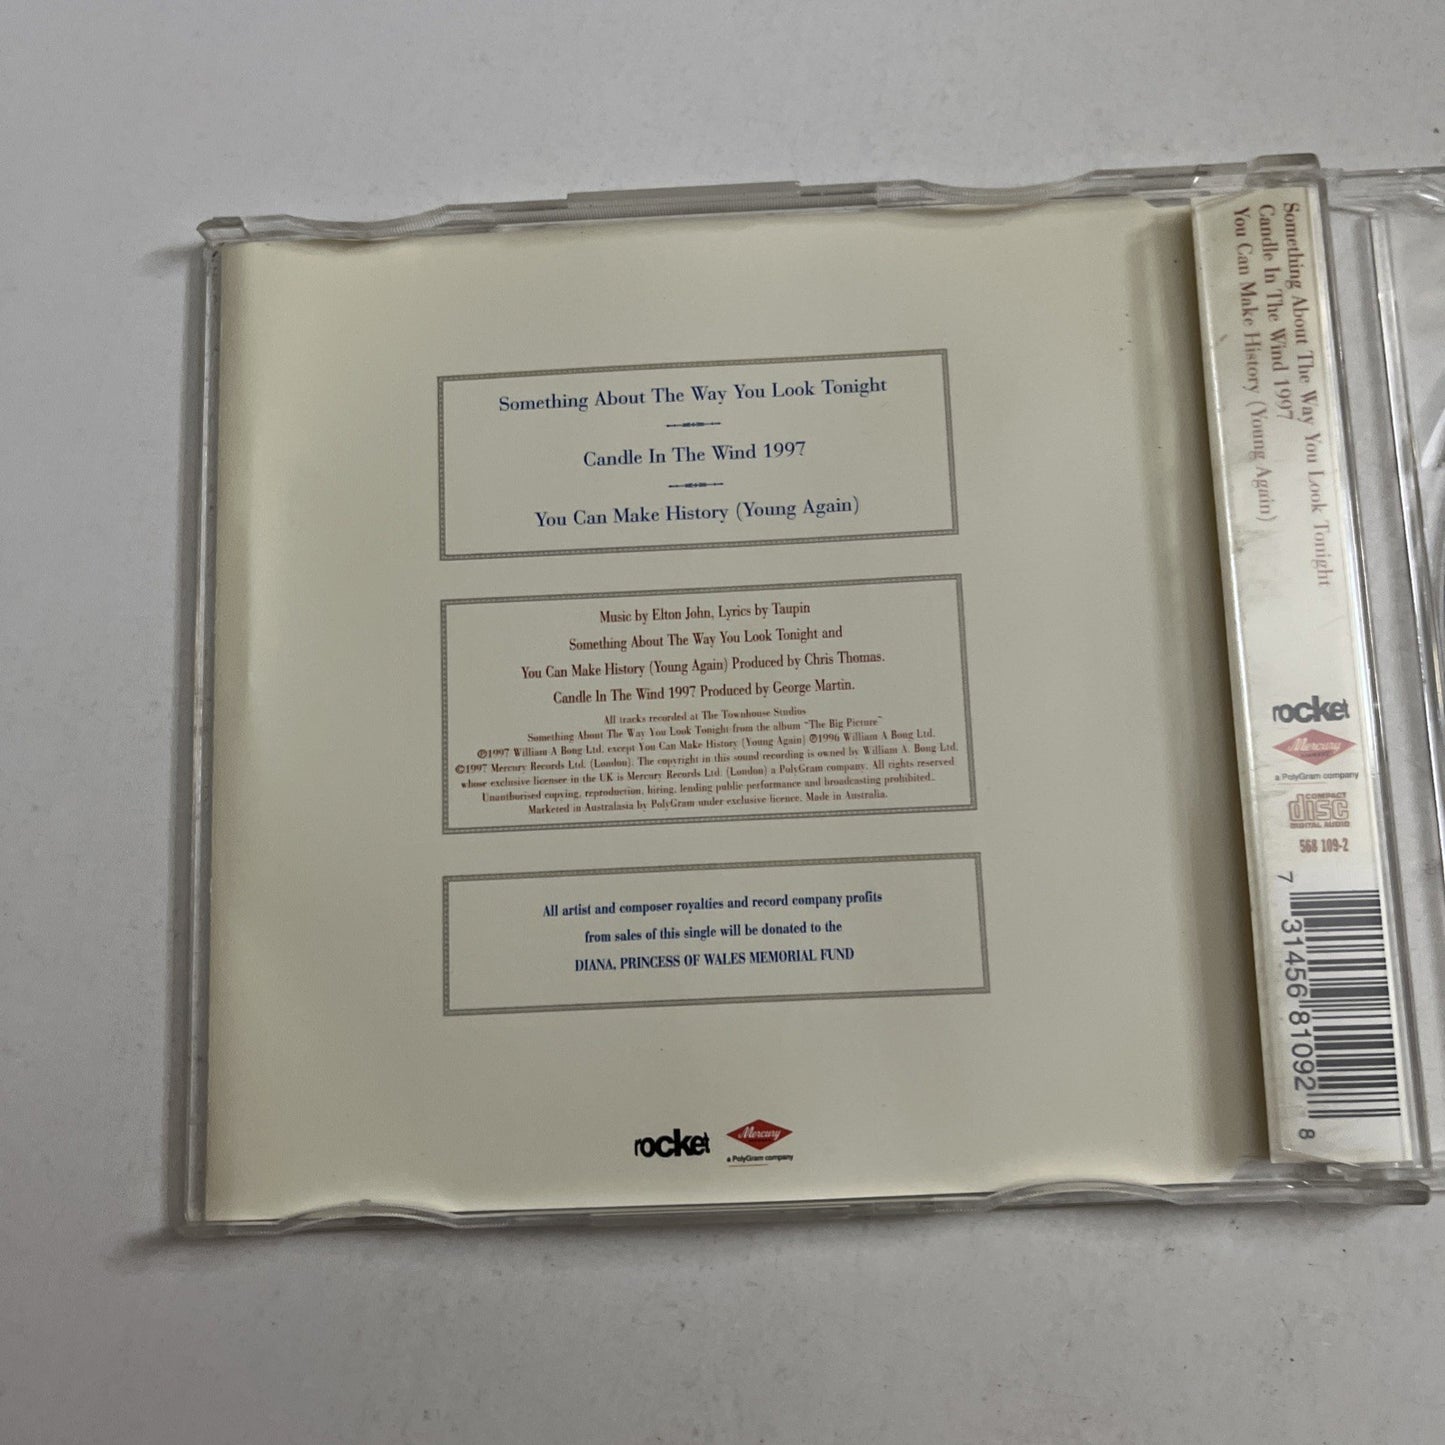 Something About The Way You Look Tonight
Candle In The Wind 1997
You Can Make History (Young Again)
Music by Elton John, Lyrics by Taupin
Something About The Way You Look Tonight and
You Can Make History (Young Again) Produced by Chris Thomas.
Candle In The Wind 1997 Produced by George Martin.
All tracks recorded at The Townhouse Studios
Something About The Way You Look Tonight from the album "The Big Picture"
℗1997 William A Bong Ltd. except You Can Make History (Young Again) ℗1996 William A Bong Ltd.
©1997 Mercury Records Ltd. (London). The copyright in this sound recording is owned by William A. Bong Ltd.
whose exclusive licenser in the UK is Mercury Records Ltd. (London) a PolyGram company. All rights reserved
Unauthorised copying, reproduction, hiring, lending public performance and broadcasting prohibited..
Marketed in Australasia by PolyGram under exclusive licence. Made in Australia.
All artist and composer royalties and record company profits
from sales of this single will be donated to the
DIANA, PRINCESS OF WALES MEMORIAL FUND
rocket
Mercury
a PolyGram company
Something About The Way You Look Tonight
Candle In The Wind 1997
You Can Make History (Young Again)
rocket
Mercury
a PolyGram company
COMPACT
disc
DIGITAL AUDIO
568 109-2
7 31456 81092 8